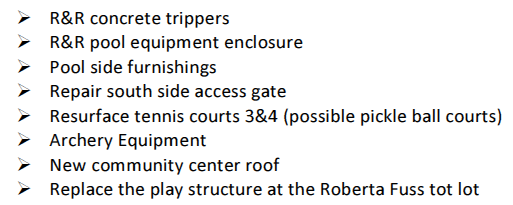 ➢ R&R concrete trippers
➢ R&R pool equipment enclosure
➢ Pool side furnishings
➢ Repair south side access gate
➢ Resurface tennis courts 3&4 (possible pickle ball courts)
➢ Archery Equipment
➢ New community center roof
➢ Replace the play structure at the Roberta Fuss tot lot